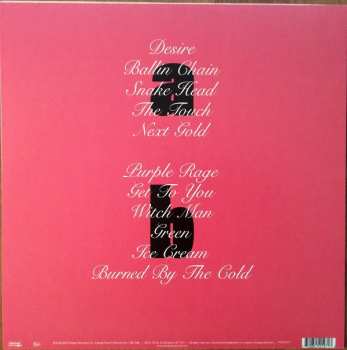 a
Desire
Ballin Chain
Snake Head
The Touch
Next Gold
b
Purple Rage
Get To You
Witch Man
Green
Ice Cream
Burned By The Cold